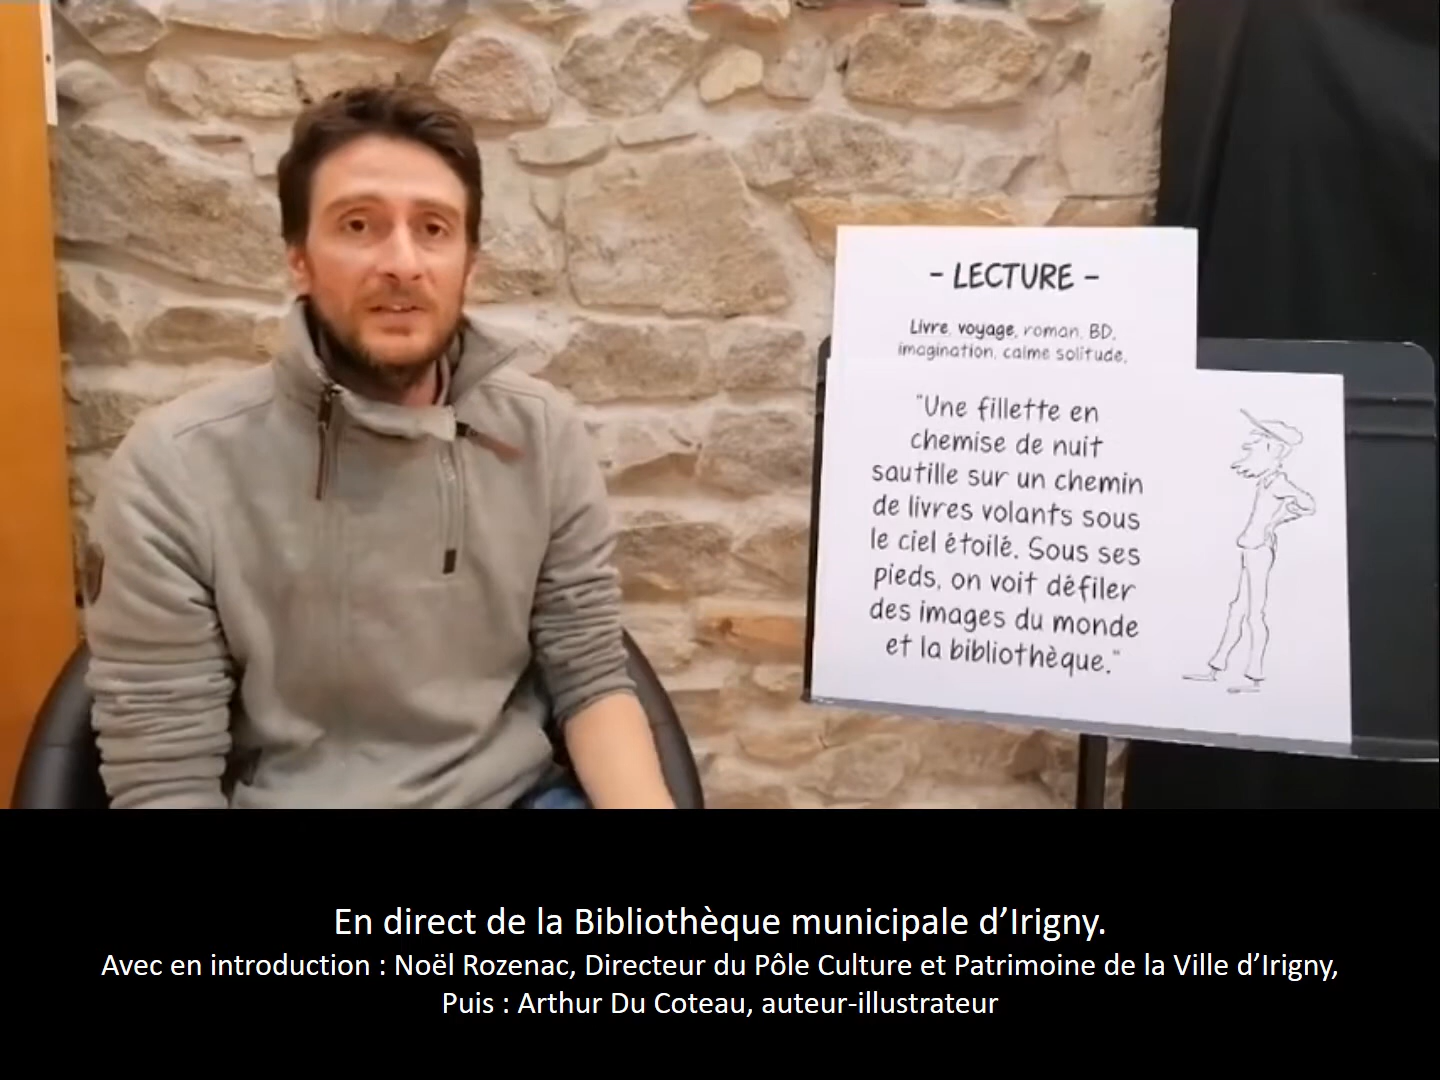 - LECTURE -
Livre, voyage, roman, BD,
imagination, calme solitude,
"Une fillette en
chemise de nuit
sautille sur un chemin
de livres volants sous
le ciel étoilé. Sous ses
pieds, on voit défiler
des images du monde
et la bibliothèque."
En direct de la Bibliothèque municipale d’Irigny.
Avec en introduction : Noël Rozenac, Directeur du Pôle Culture et Patrimoine de la Ville d’Irigny,
Puis : Arthur Du Coteau, auteur-illustrateur